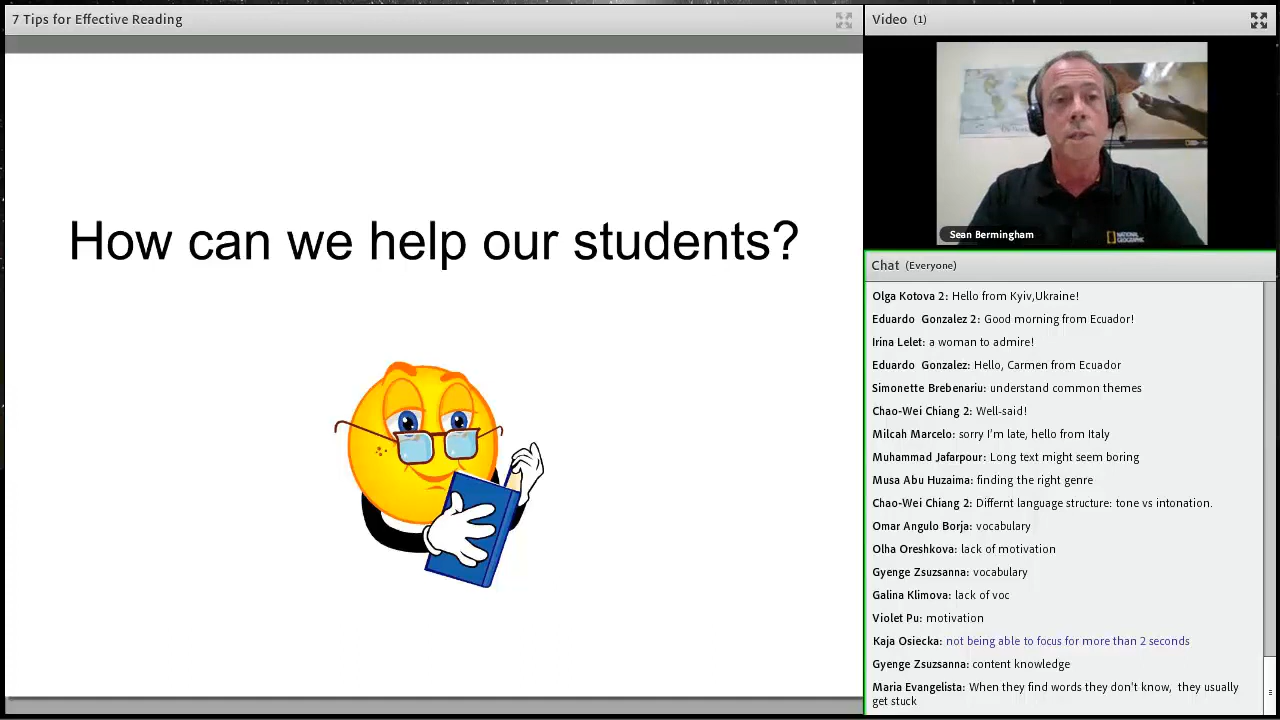 7 Tips for Effective Reading
How can we help our students?
Video (1)
Sean Bermingham
NATIONAL
GEOGRAPHIC
Chat (Everyone)
Olga Kotova 2: Hello from Kyiv,Ukraine!
Eduardo Gonzalez 2: Good morning from Ecuador!
Irina Lelet: a woman to admire!
Eduardo Gonzalez: Hello, Carmen from Ecuador
Simonette Brebenariu: understand common themes
Chao-Wei Chiang 2: Well-said!
Milcah Marcelo: sorry I'm late, hello from Italy
Muhammad Jafarpour: Long text might seem boring
Musa Abu Huzaima: finding the right genre
Chao-Wei Chiang 2: Differnt language structure: tone vs intonation.
Omar Angulo Borja: vocabulary
Olha Oreshkova: lack of motivation
Gyenge Zsuzsanna: vocabulary
Galina Klimova: lack of voc
Violet Pu: motivation
Kaja Osiecka: not being able to focus for more than 2 seconds
Gyenge Zsuzsanna: content knowledge
Maria Evangelista: When they find words they don't know, they usually
get stuck